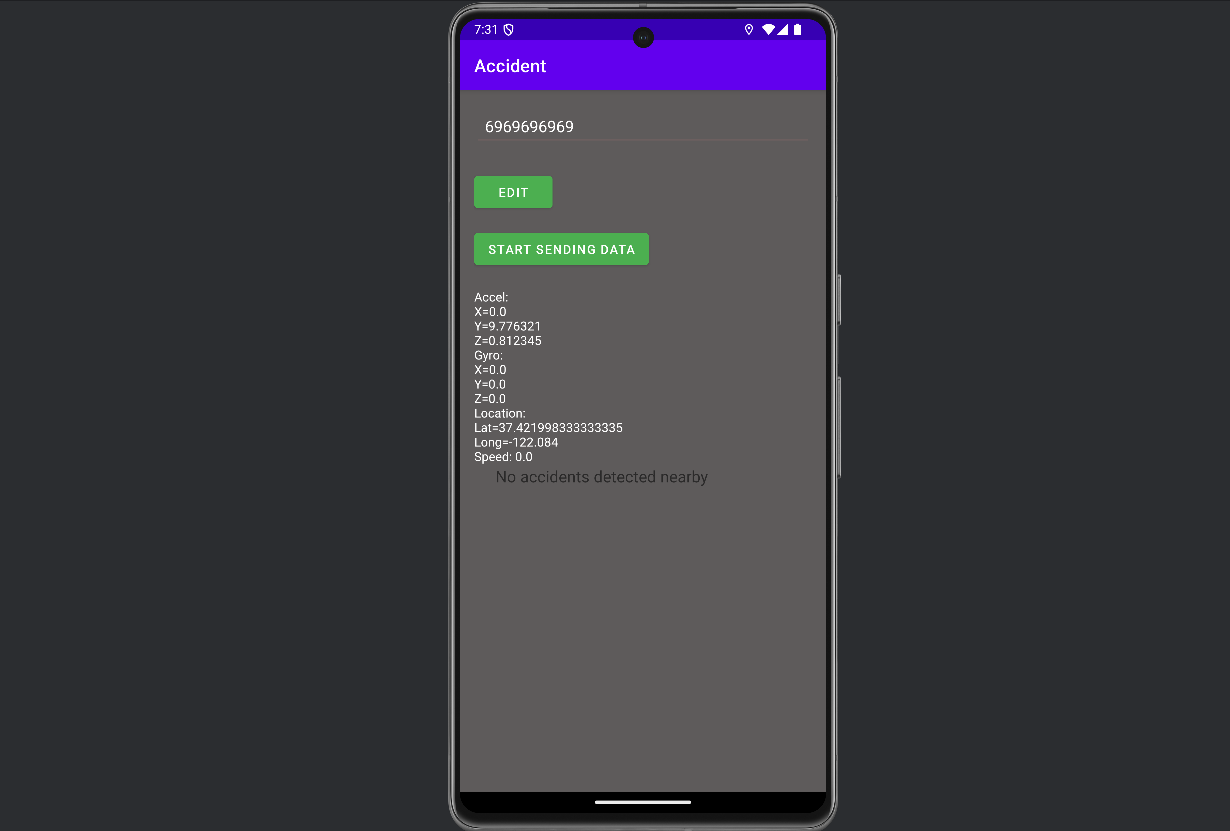 7:31
Accident
6969696969
EDIT
START SENDING DATA
Accel:
X=0.0
Y=9.776321
Z=0.812345
Gyro:
X=0.0
Y=0.0
Z=0.0
Location:
Lat=37.421998333333335
Long=-122.084
Speed: 0.0
No accidents detected nearby